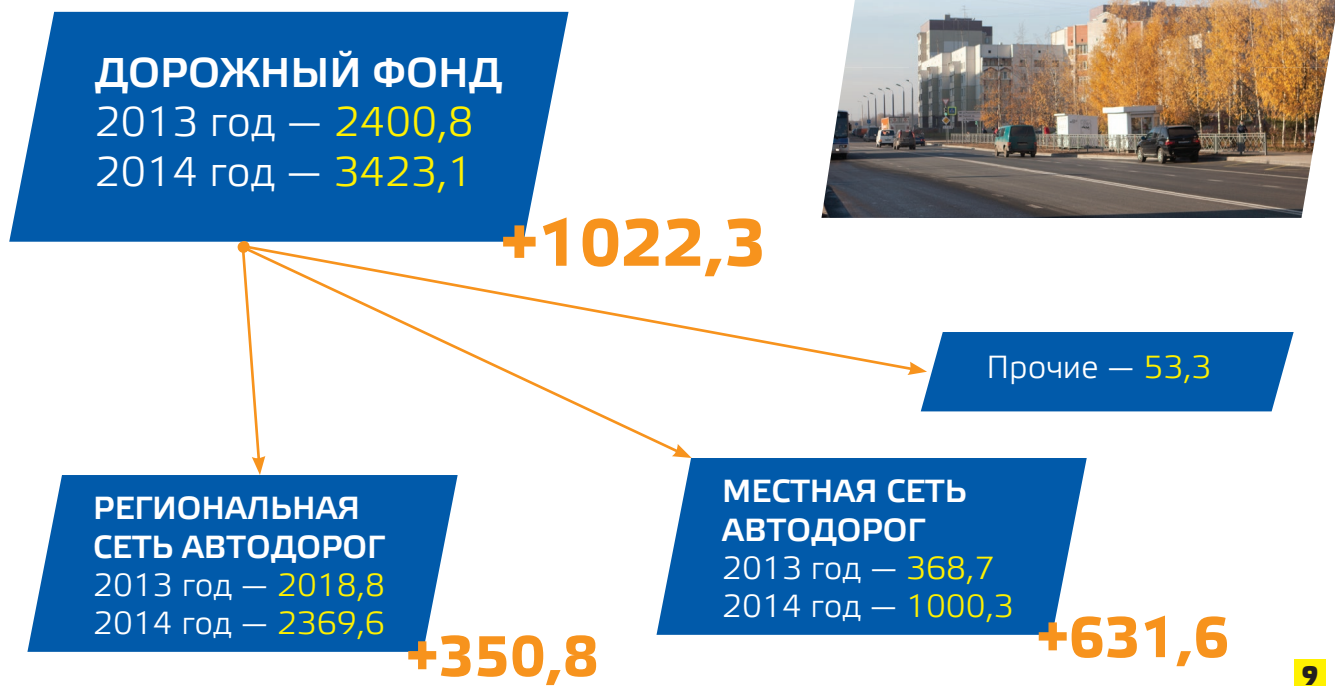 ДОРОЖНЫЙ ФОНД
2013 год — 2400,8
2014 год — 3423,1
+1022,3
Прочие — 53,3
РЕГИОНАЛЬНАЯ
СЕТЬ АВТОДОРОГ
2013 год — 2018,8
2014 год — 2369,6
+350,8
МЕСТНАЯ СЕТЬ
АВТОДОРОГ
2013 год — 368,7
2014 год — 1000,3
+631,6
9